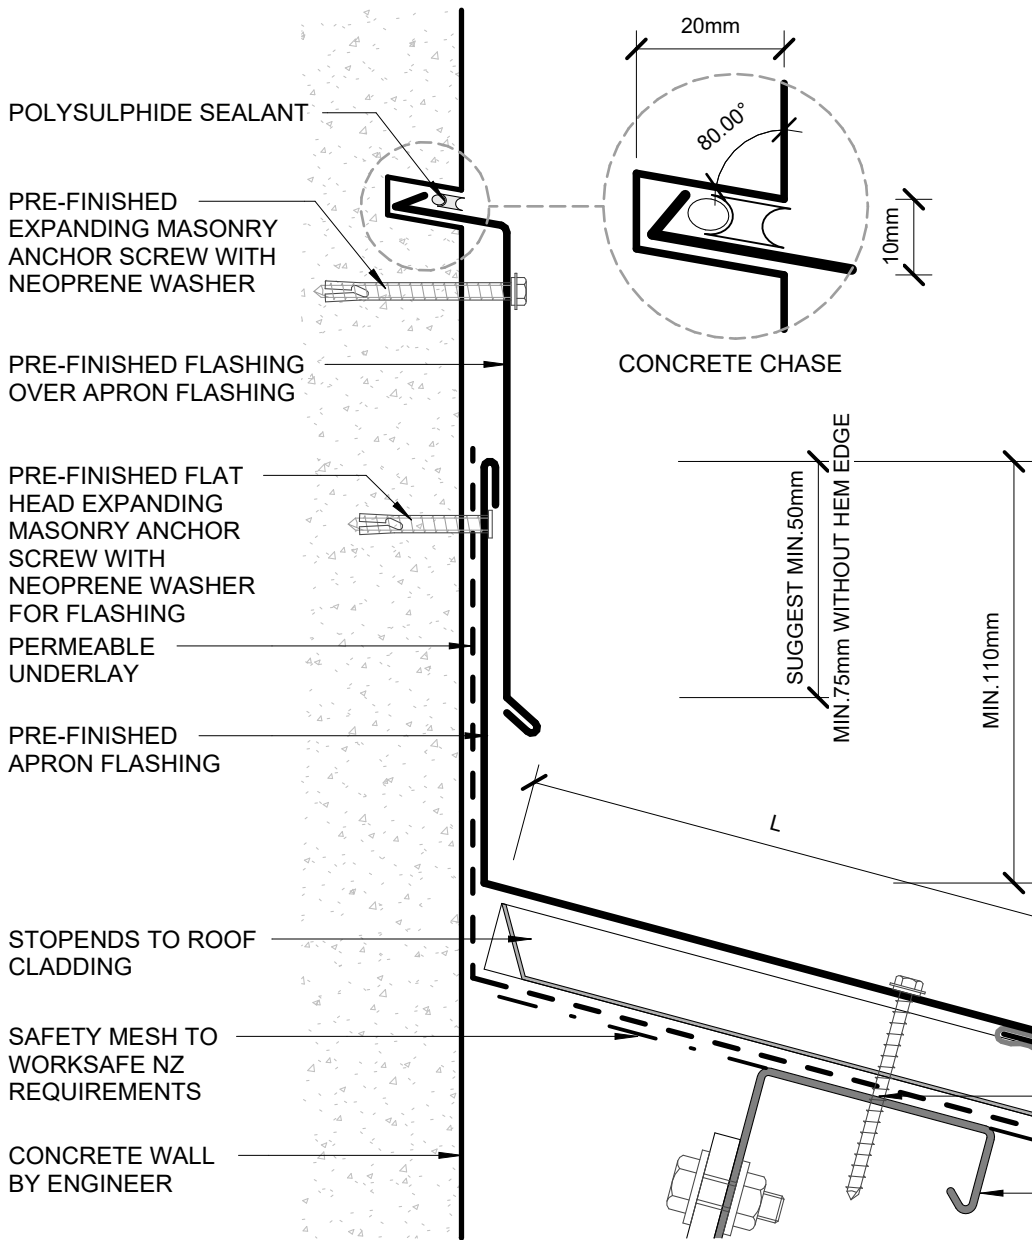 20mm
POLYSULPHIDE SEALANT
80.00°
PRE-FINISHED
EXPANDING MASONRY
ANCHOR SCREW WITH
NEOPRENE WASHER
10mm
PRE-FINISHED FLASHING
OVER APRON FLASHING
CONCRETE CHASE
PRE-FINISHED FLAT
HEAD EXPANDING
MASONRY ANCHOR
SCREW WITH
NEOPRENE WASHER
FOR FLASHING
SUGGEST MIN.50mm
MIN.75mm WITHOUT HEM EDGE
MIN.110mm
PERMEABLE
UNDERLAY
PRE-FINISHED
APRON FLASHING
L
STOPENDS TO ROOF
CLADDING
SAFETY MESH TO
WORKSAFE NZ
REQUIREMENTS
CONCRETE WALL
BY ENGINEER